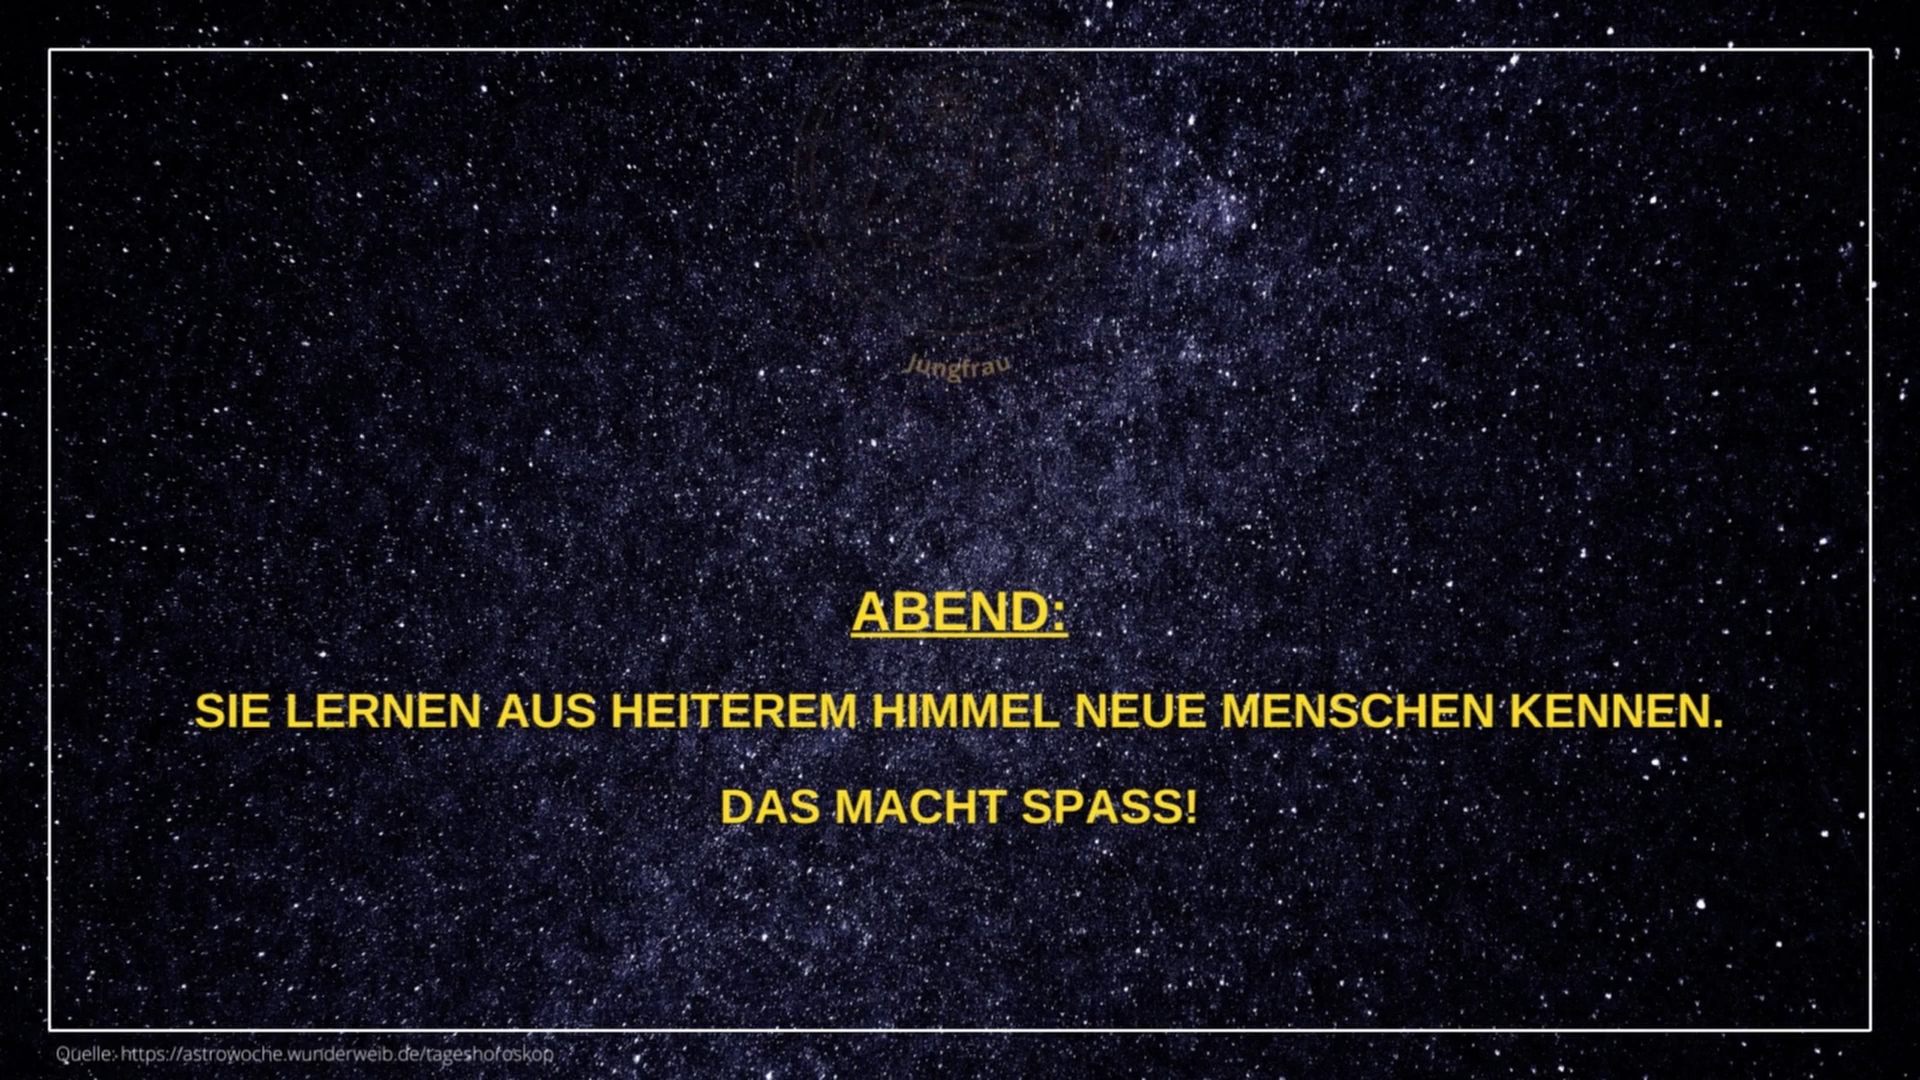 Jungfrau
ABEND:
SIE LERNEN AUS HEITEREM HIMMEL NEUE MENSCHEN KENNEN.
DAS MACHT SPASS!
Quelle: https://astrowoche.wunderweib.de/tageshoroskop